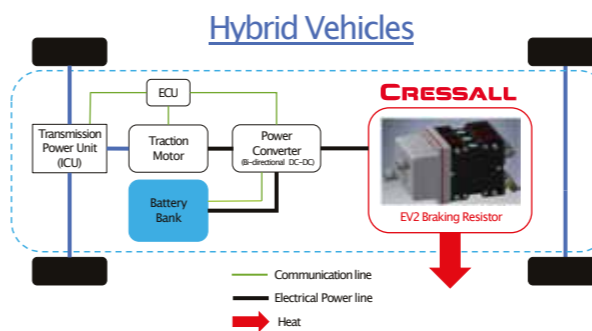 Hybrid Vehicles
ECU
CRESSALL
Transmission
Power Unit
(ICU)
Traction
Motor
Power
Converter
(Bi-directional DC-DC)
Battery
Bank
EV2 Braking Resistor
Communication line
Electrical Power line
Heat